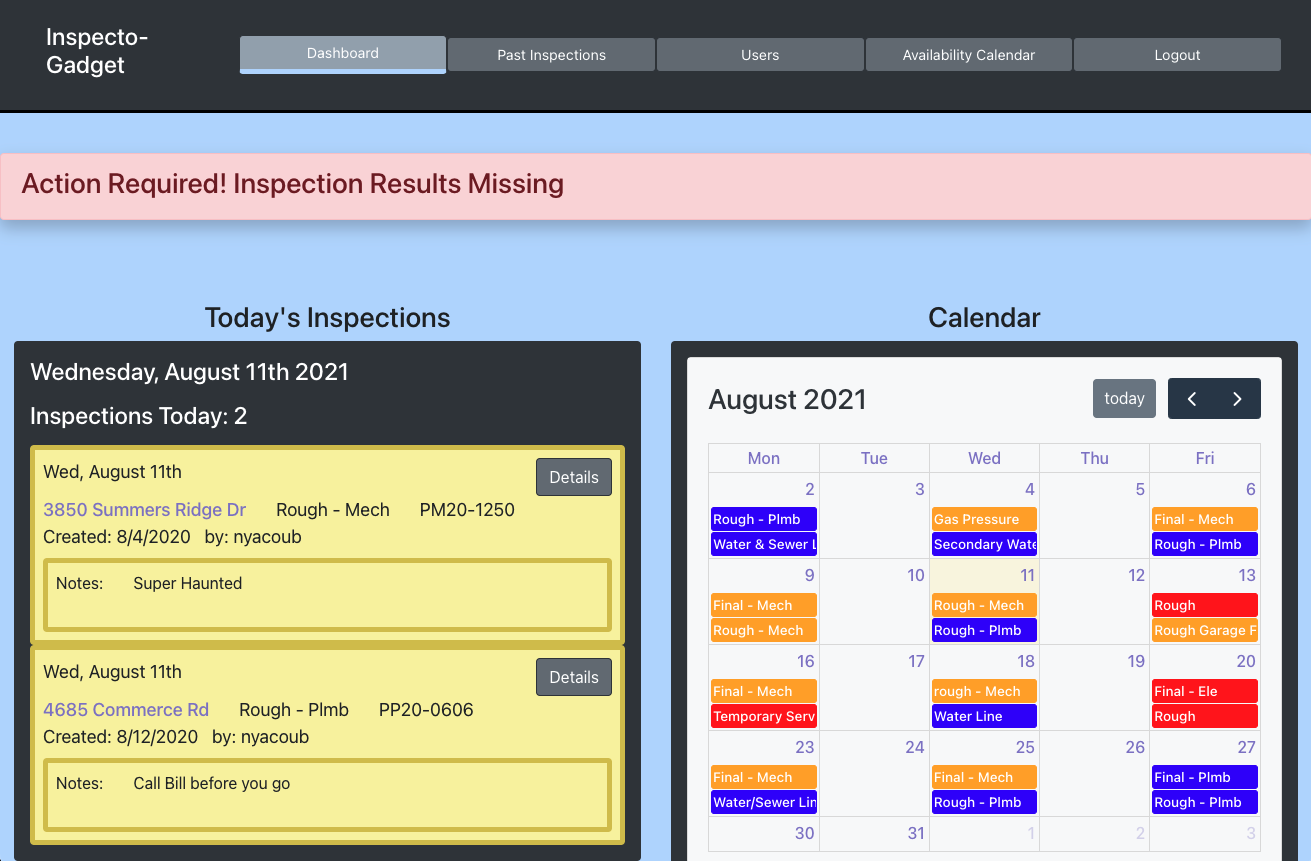 Inspecto-
Gadget
Dashboard
Past Inspections
Users
Availability Calendar
Logout
Action Required! Inspection Results Missing
Today's Inspections
Wednesday, August 11th 2021
Inspections Today: 2
Wed, August 11th
Details
3850 Summers Ridge Dr Rough - Mech PM20-1250
Created: 8/4/2020 by: nyacoub
Notes: Super Haunted
Wed, August 11th
Details
4685 Commerce Rd Rough - Plmb PP20-0606
Created: 8/12/2020 by: nyacoub
Notes: Call Bill before you go
Calendar
August 2021
today
Mon Tue Wed Thu Fri
2 3 4 5 6
Rough - Plmb Gas Pressure Final - Mech
Water & Sewer L Secondary Wate Rough - Plmb
9 10 11 12 13
Final - Mech Rough - Mech Rough
Rough - Mech Rough - Plmb Rough Garage F
16 17 18 19 20
Final - Mech rough - Mech Final - Ele
Temporary Serv Water Line Rough
23 24 25 26 27
Final - Mech Final - Mech Final - Plmb
Water/Sewer Lin Rough - Plmb Rough - Plmb
30 31 1 2 3